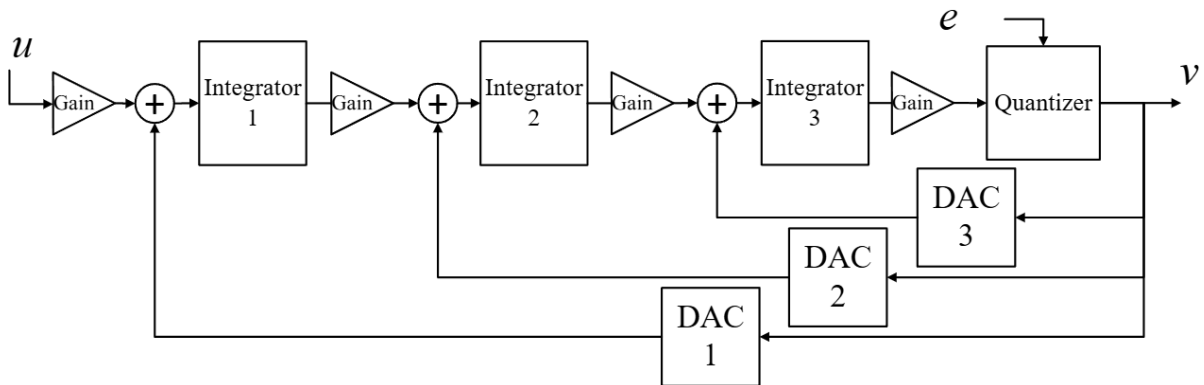 u
e
v
Gain
Integrator
1
Gain
Integrator
2
Gain
Integrator
3
Gain
Quantizer
DAC
3
DAC
2
DAC
1